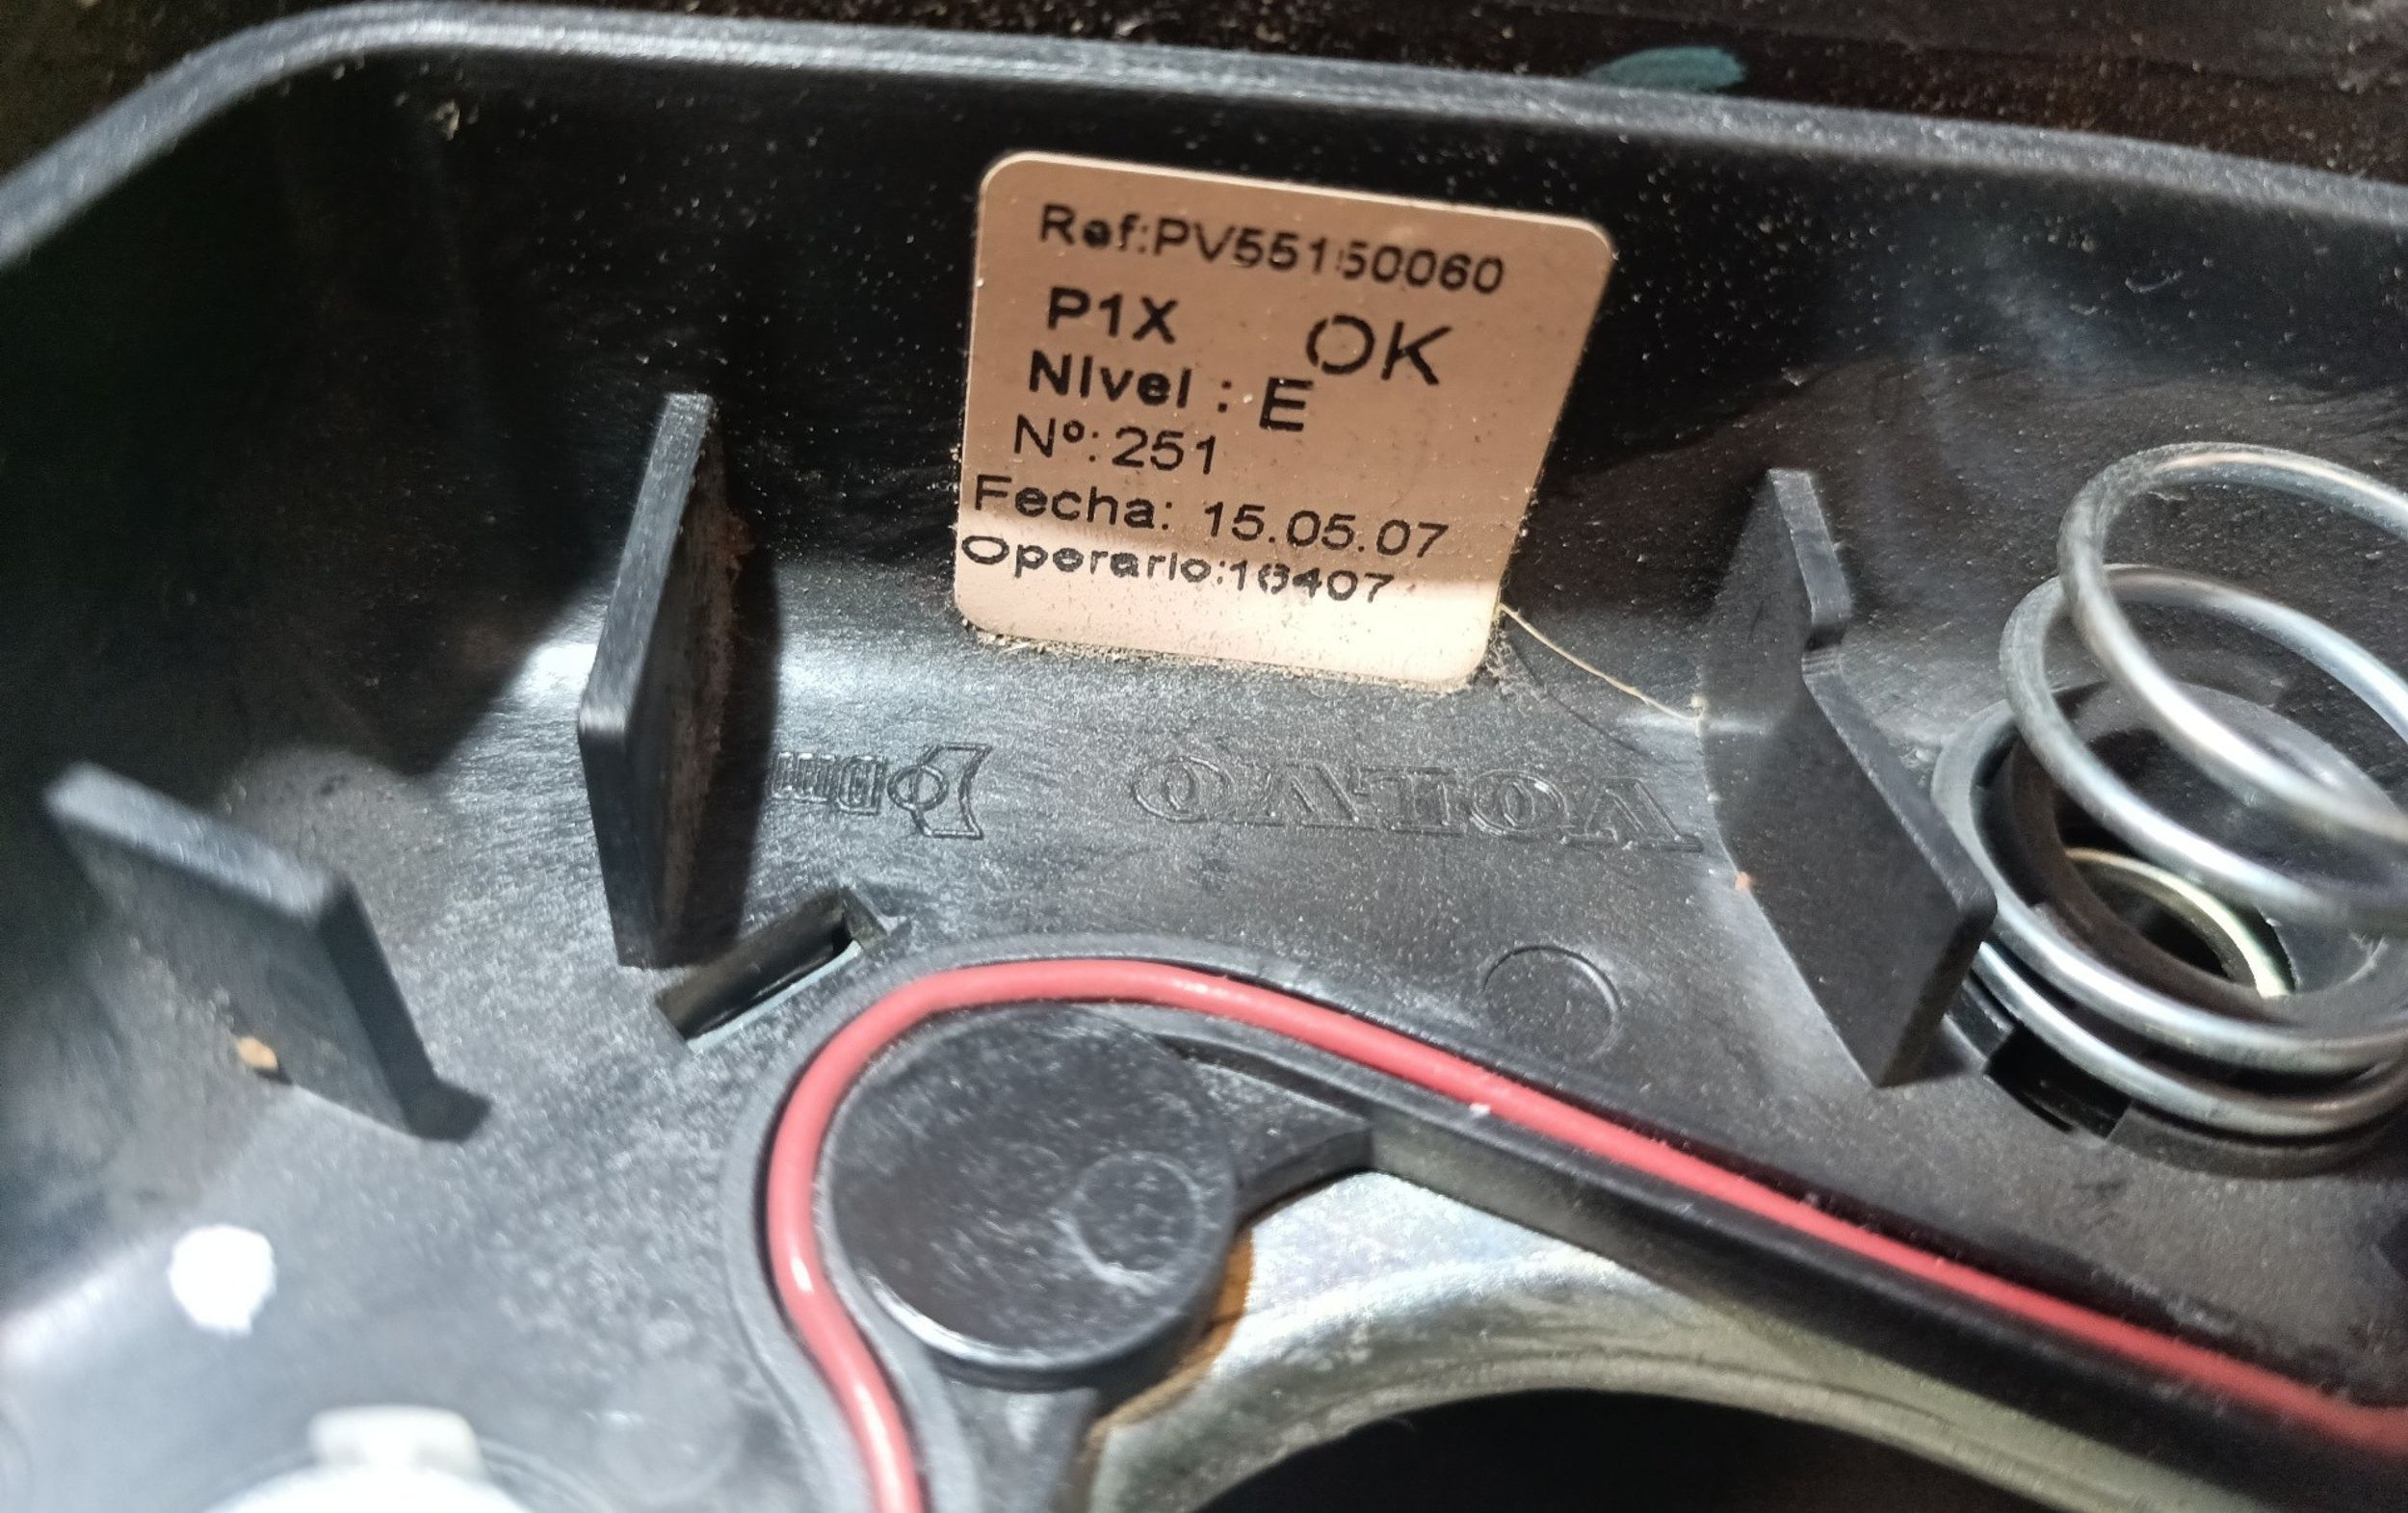 Ref:PV55150060
P1X OK
Nivel : E
Nº:251
Fecha: 15.05.07
Operario:16407
VOLVO